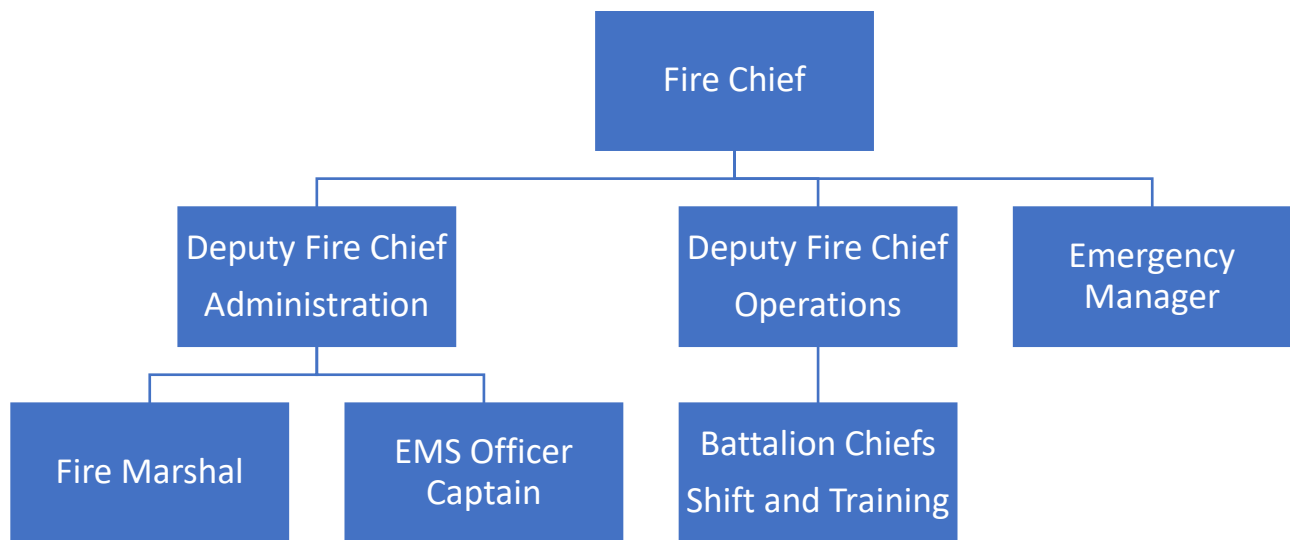 Fire Chief
Deputy Fire Chief
Administration
Deputy Fire Chief
Operations
Emergency
Manager
Fire Marshal
EMS Officer
Captain
Battalion Chiefs
Shift and Training